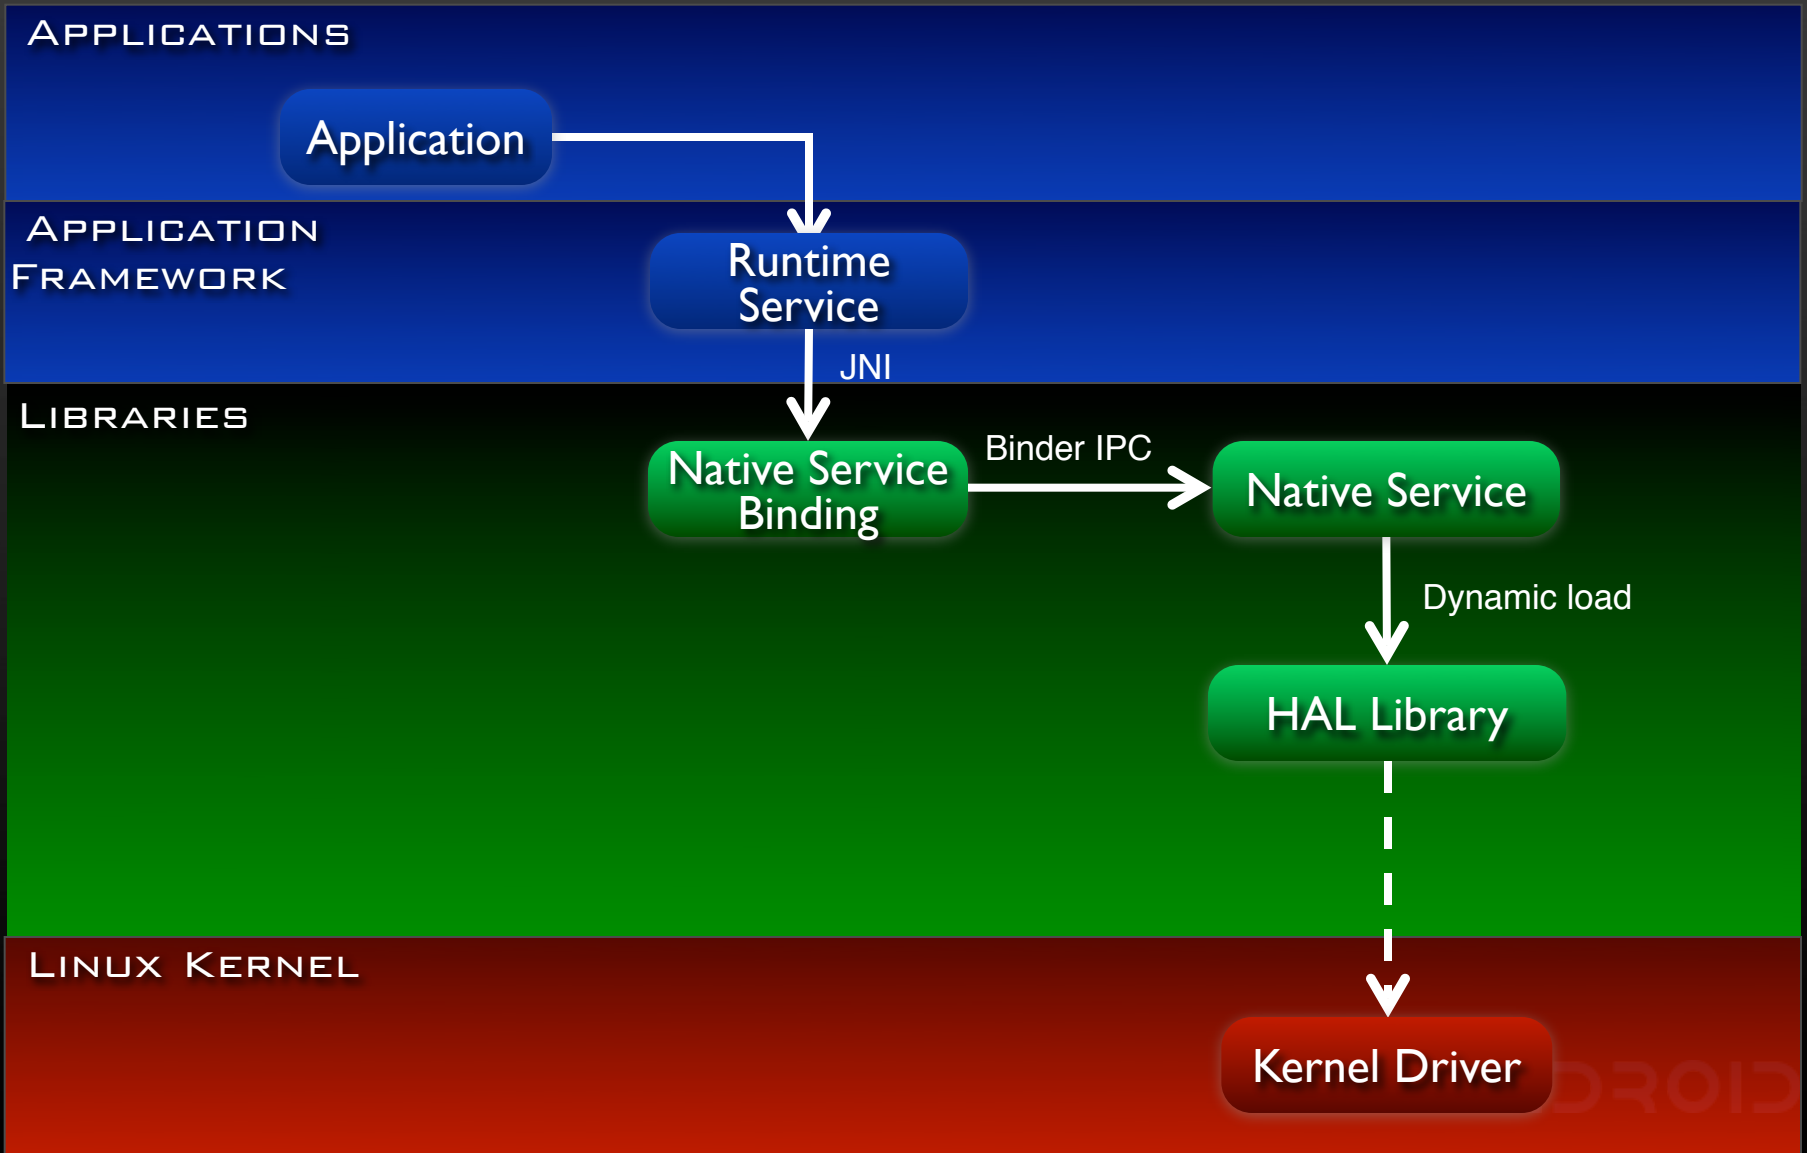 APPLICATIONS
Application
APPLICATION
FRAMEWORK
Runtime
Service
JNI
LIBRARIES
Native Service
Binding
Binder IPC
Native Service
Dynamic load
HAL Library
LINUX KERNEL
Kernel Driver
DROID